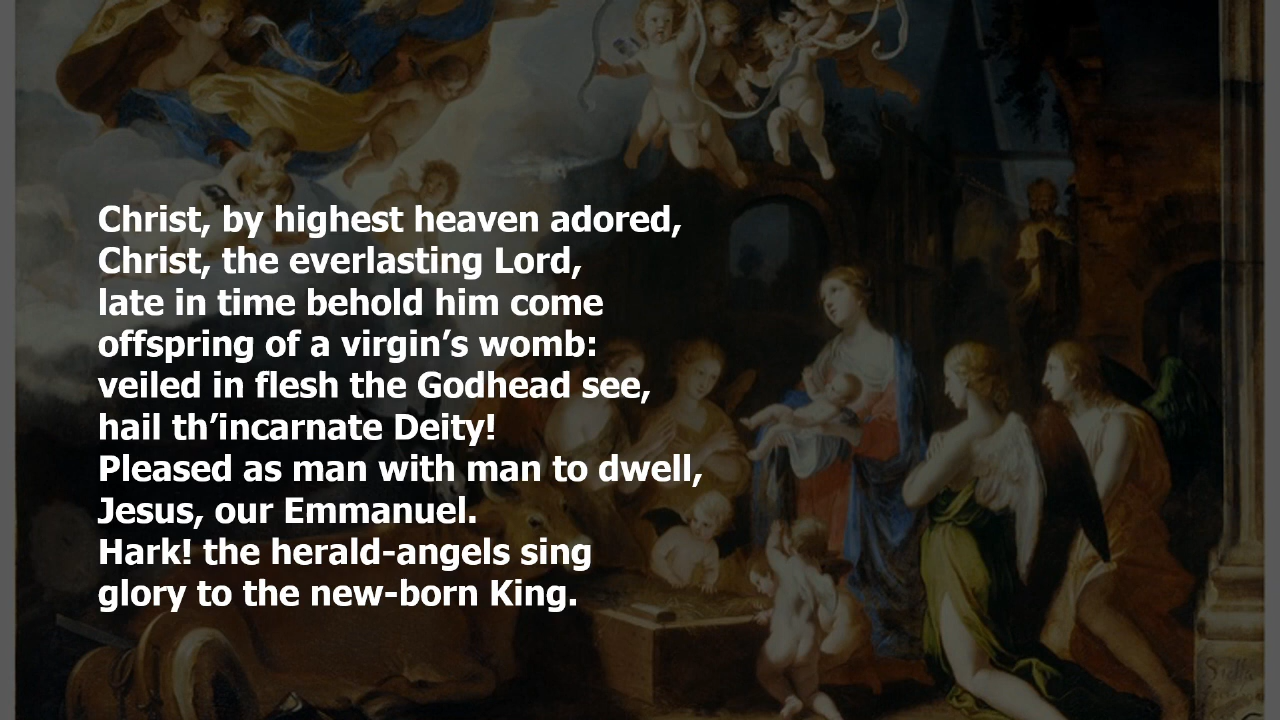 Christ, by highest heaven adored,
Christ, the everlasting Lord,
late in time behold him come
offspring of a virgin’s womb:
veiled in flesh the Godhead see,
hail th’incarnate Deity!
Pleased as man with man to dwell,
Jesus, our Emmanuel.
Hark! the herald-angels sing
glory to the new-born King.